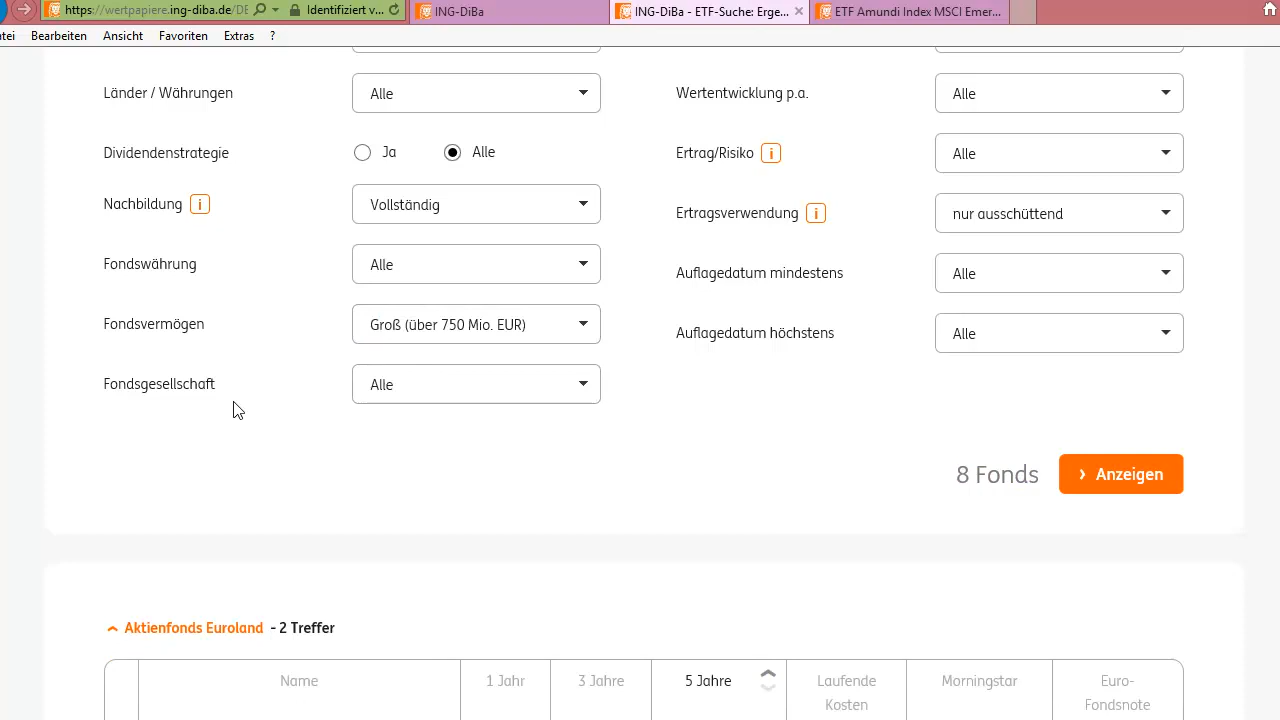 https://wertpapiere.ing-diba.de/DE
Identifiziert v...
ING-DiBa
ING-DiBa - ETF-Suche: Erge...
ETF Amundi Index MSCI Emer...
tei Bearbeiten Ansicht Favoriten Extras ?
Länder / Währungen Alle Wertentwicklung p.a. Alle
Dividendenstrategie Ja Alle Ertrag/Risiko i Alle
Nachbildung i Vollständig Ertragsverwendung i nur ausschüttend
Fondswährung Alle Auflagedatum mindestens Alle
Fondsvermögen Groß (über 750 Mio. EUR) Auflagedatum höchstens Alle
Fondsgesellschaft Alle
8 Fonds › Anzeigen
Aktienfonds Euroland - 2 Treffer
Name 1 Jahr 3 Jahre 5 Jahre Laufende Kosten Morningstar Euro-Fondsnote